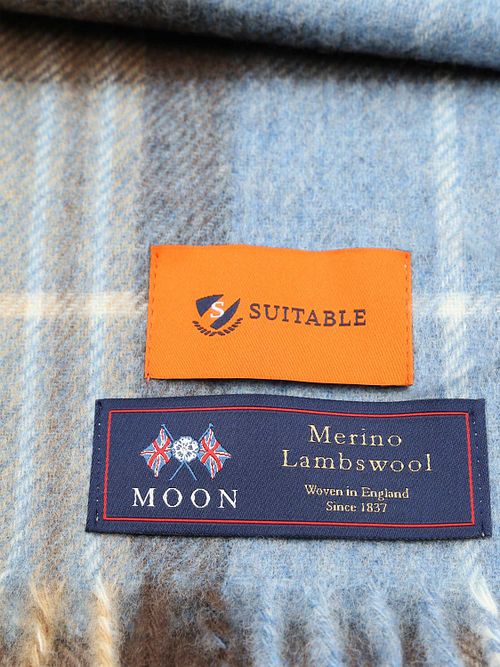 S
SUITABLE
MOON
Merino
Lambswool
Woven in England
Since 1837